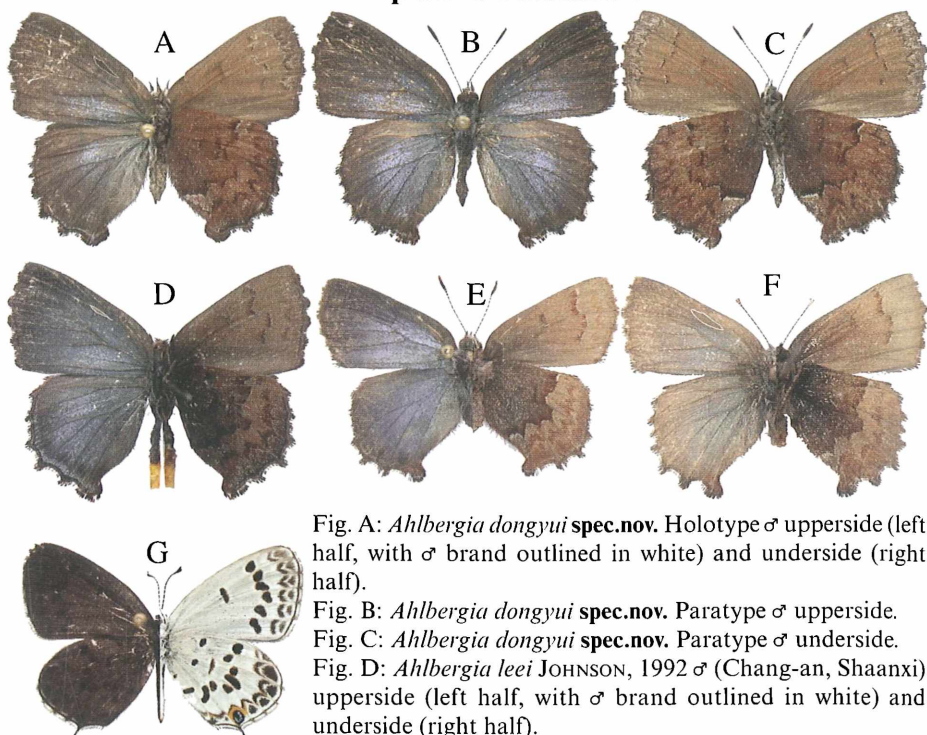 A
B
C
D
E
F
G
Fig. A: Ahlbergia dongyui spec.nov. Holotype ♂ upperside (left
half, with ♂ brand outlined in white) and underside (right
half).
Fig. B: Ahlbergia dongyui spec.nov. Paratype ♂ upperside.
Fig. C: Ahlbergia dongyui spec.nov. Paratype ♂ underside.
Fig. D: Ahlbergia leei JOHNSON, 1992 ♂ (Chang-an, Shaanxi)
upperside (left half, with ♂ brand outlined in white) and
underside (right half).